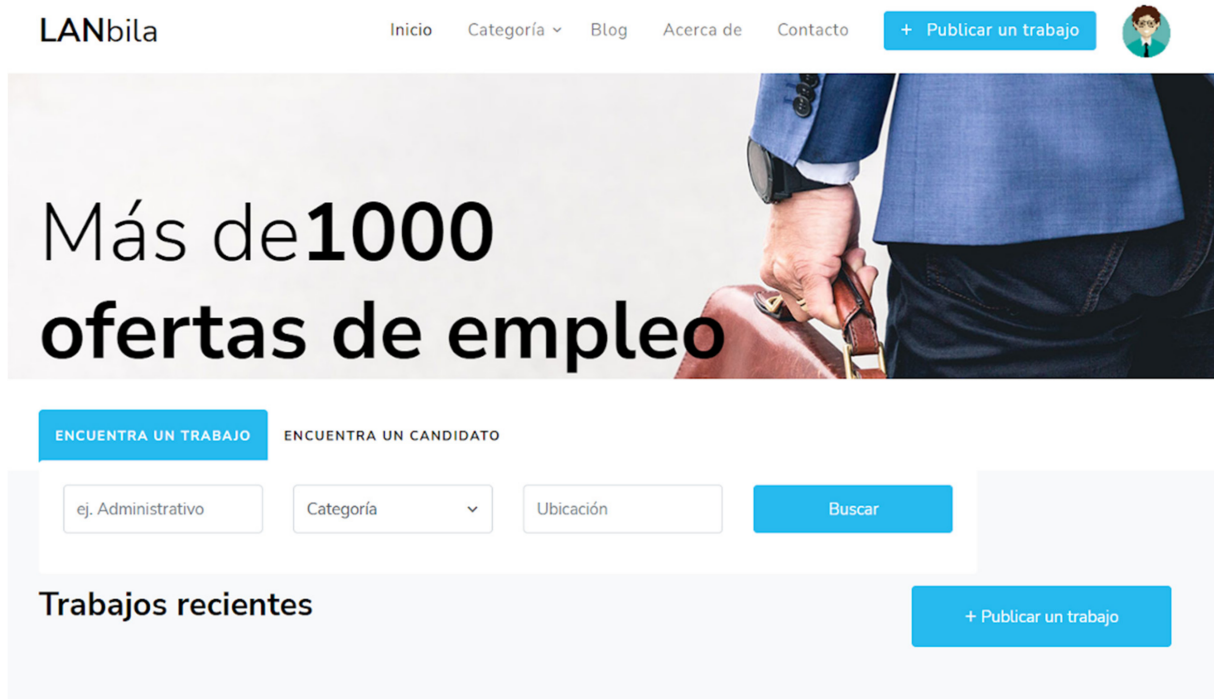 LANbila
Inicio Categoría Blog Acerca de Contacto + Publicar un trabajo
Más de1000
ofertas de empleo
ENCUENTRA UN TRABAJO ENCUENTRA UN CANDIDATO
ej. Administrativo Categoría Ubicación Buscar
Trabajos recientes
+ Publicar un trabajo